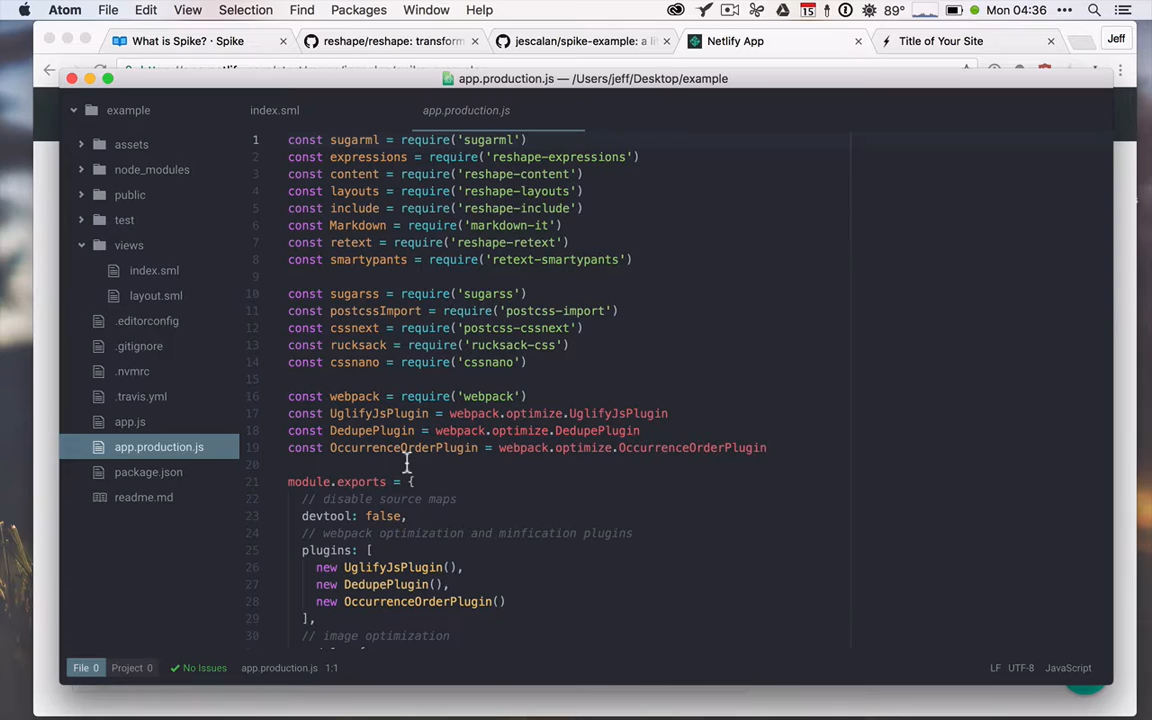 Atom File Edit View Selection Find Packages Window Help
15
89°
Mon 04:36
What is Spike? · Spike
reshape/reshape: transform
jescalan/spike-example: a li
Netlify App
Title of Your Site
Jeff
app.production.js — /Users/jeff/Desktop/example
example
assets
node_modules
public
test
views
index.sml
layout.sml
.editorconfig
.gitignore
.nvmrc
.travis.yml
app.js
app.production.js
package.json
readme.md
index.sml
app.production.js
1 const sugarml = require('sugarml')
2 const expressions = require('reshape-expressions')
3 const content = require('reshape-content')
4 const layouts = require('reshape-layouts')
5 const include = require('reshape-include')
6 const Markdown = require('markdown-it')
7 const retext = require('reshape-retext')
8 const smartypants = require('retext-smartypants')
9
10 const sugarss = require('sugarss')
11 const postcssImport = require('postcss-import')
12 const cssnext = require('postcss-cssnext')
13 const rucksack = require('rucksack-css')
14 const cssnano = require('cssnano')
15
16 const webpack = require('webpack')
17 const UglifyJsPlugin = webpack.optimize.UglifyJsPlugin
18 const DedupePlugin = webpack.optimize.DedupePlugin
19 const OccurrenceOrderPlugin = webpack.optimize.OccurrenceOrderPlugin
20
21 module.exports = {
22 // disable source maps
23 devtool: false,
24 // webpack optimization and minfication plugins
25 plugins: [
26 new UglifyJsPlugin(),
27 new DedupePlugin(),
28 new OccurrenceOrderPlugin()
29 ],
30 // image optimization
File 0 Project 0 No Issues app.production.js 1:1
LF UTF-8 JavaScript